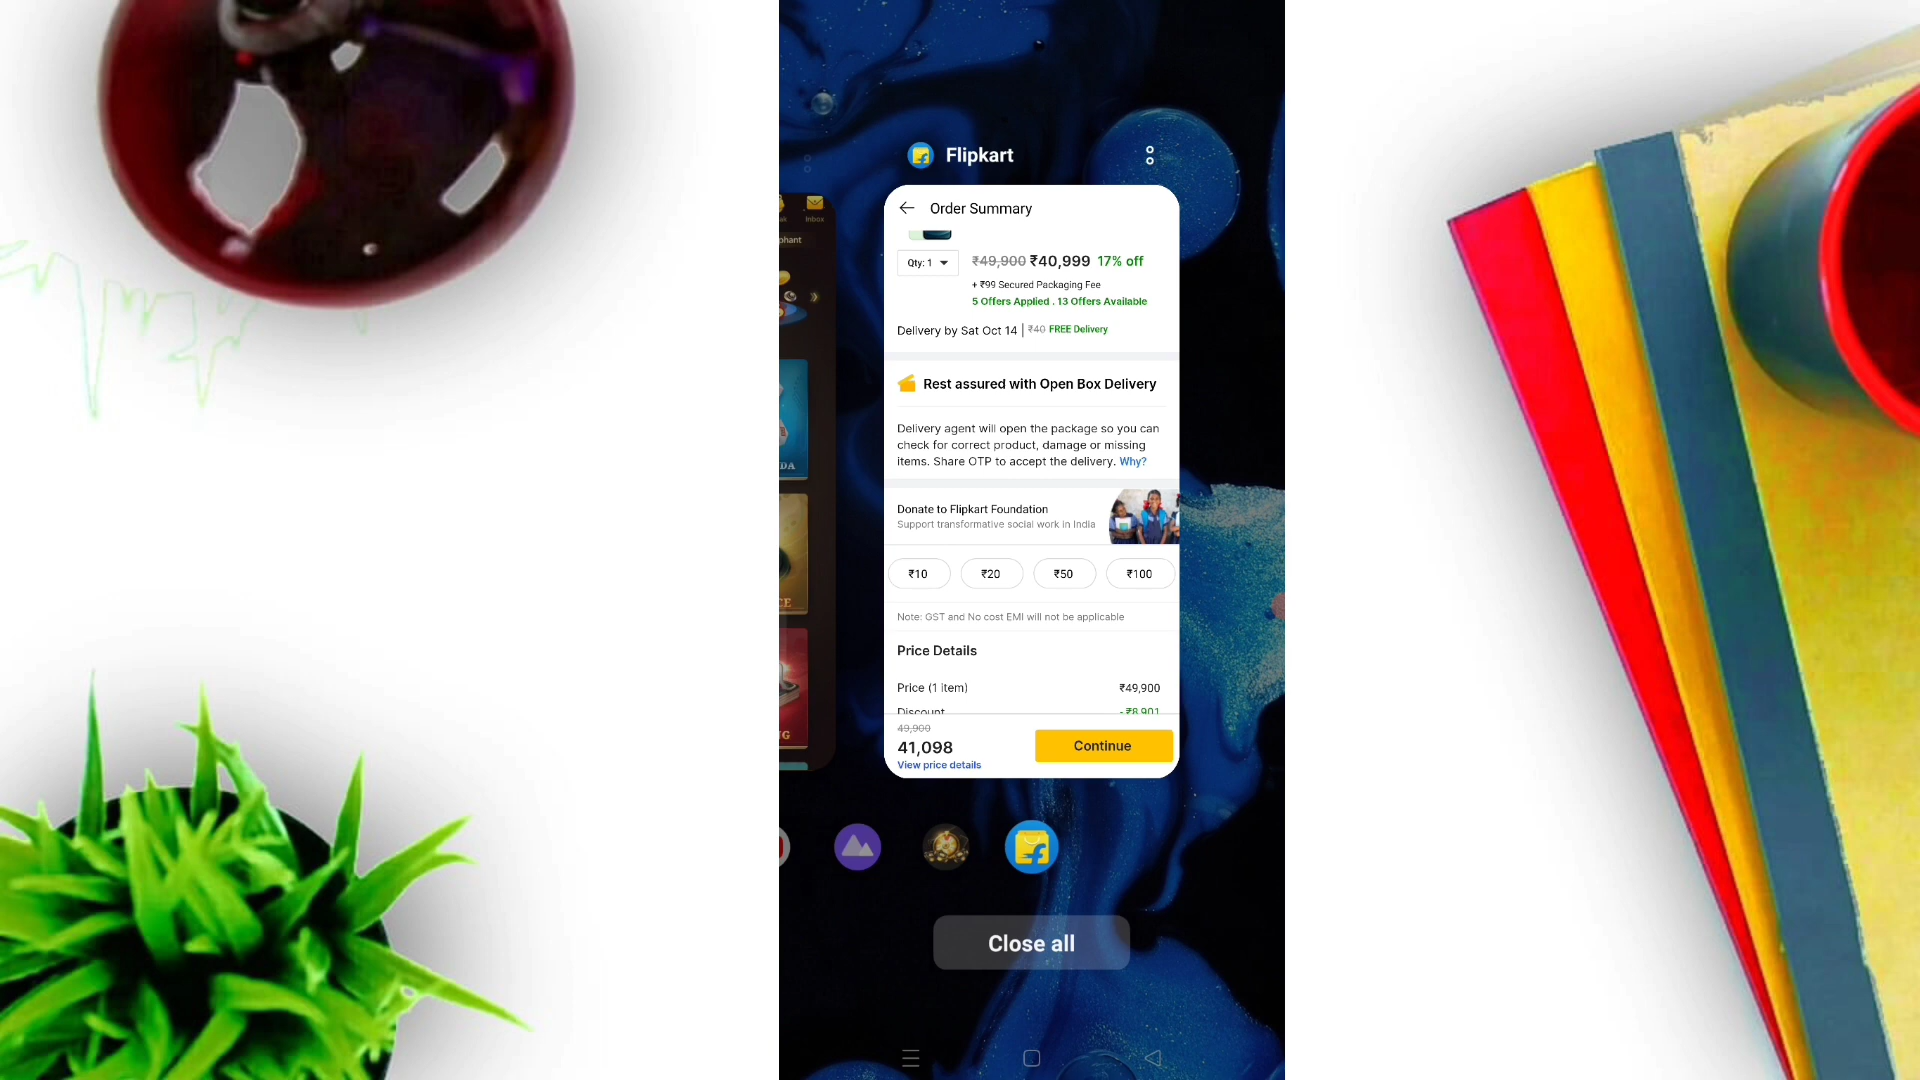 Flipkart
Inbox
Order Summary
Qty: 1
₹49,900 ₹40,999 17% off
+ ₹99 Secured Packaging Fee
5 Offers Applied . 13 Offers Available
Delivery by Sat Oct 14 | ₹40 FREE Delivery
Rest assured with Open Box Delivery
Delivery agent will open the package so you can
check for correct product, damage or missing
items. Share OTP to accept the delivery. Why?
Donate to Flipkart Foundation
Support transformative social work in India
₹10 ₹20 ₹50 ₹100
Note: GST and No cost EMI will not be applicable
Price Details
Price (1 item) ₹49,900
Discount - ₹8,901
49,900
41,098
View price details
Continue
Close all